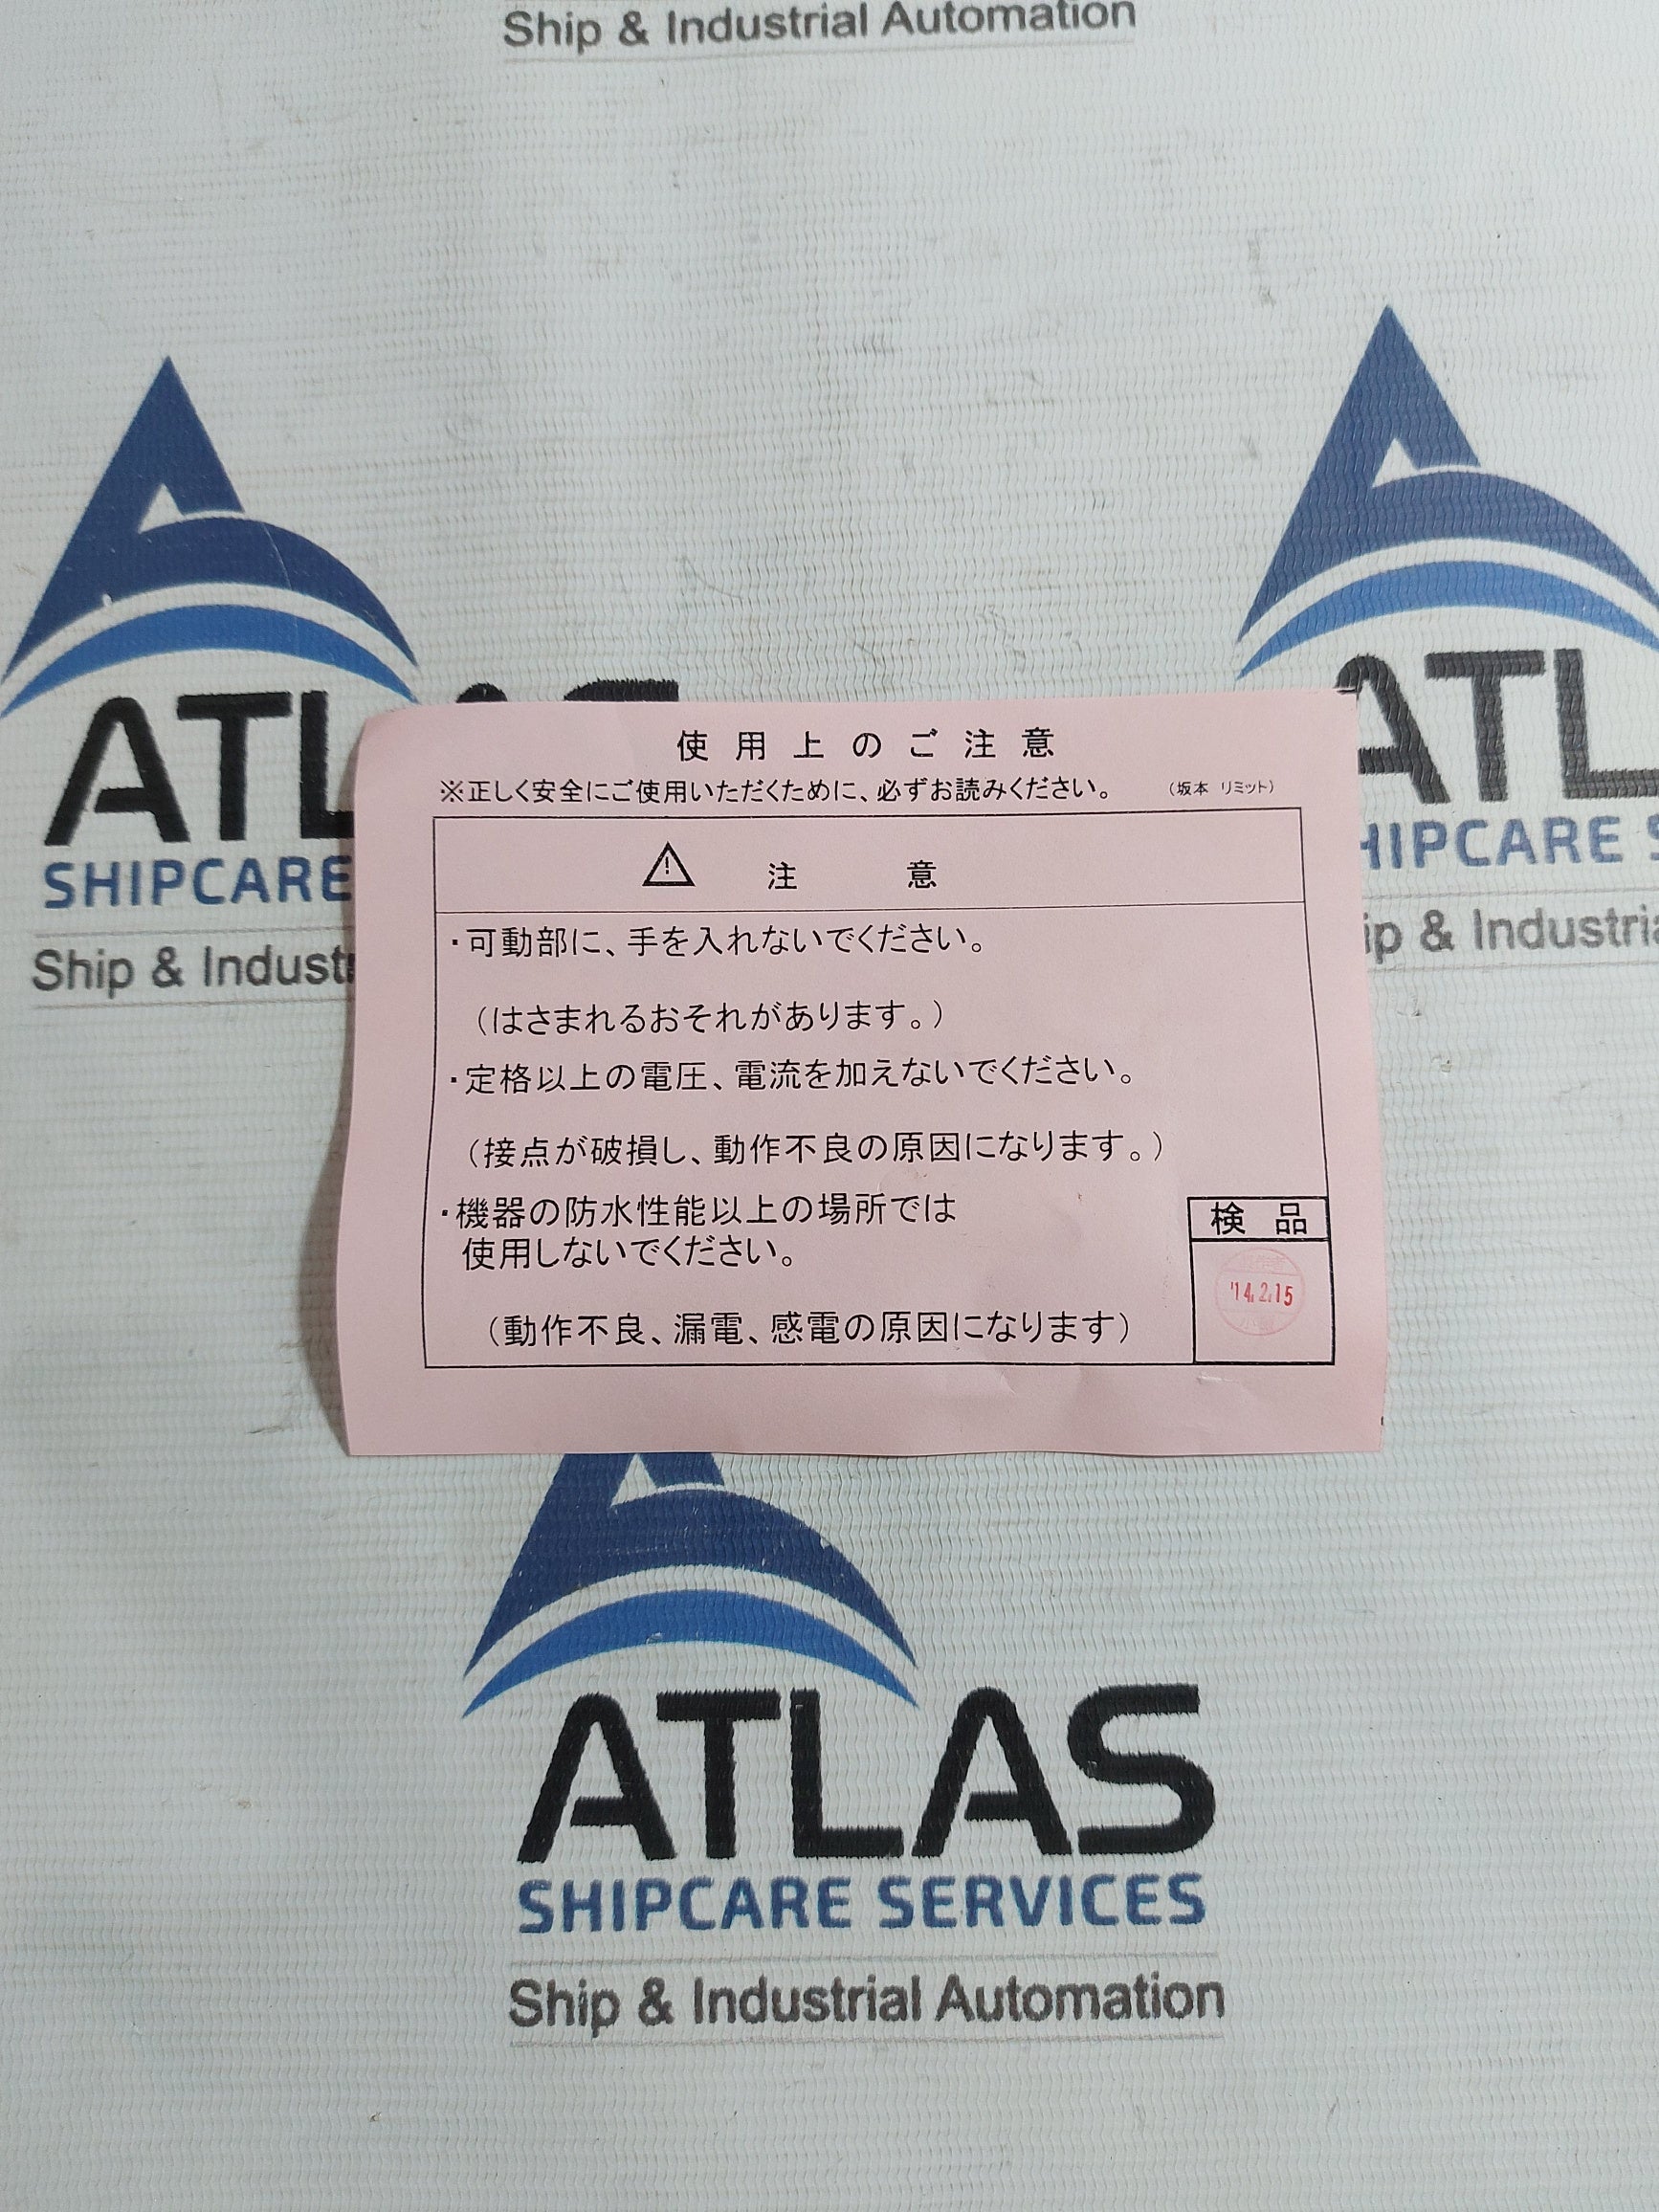 Ship & Industrial Automation
ATLAS
SHIPCARE
Ship & Indust
ATL
HIPCARE S
ip & Industria
使用上のご注意
※正しく安全にご使用いただくために、必ずお読みください。 (坂本 リミット)
注 意
・可動部に、手を入れないでください。
(はさまれるおそれがあります。)
・定格以上の電圧、電流を加えないでください。
(接点が破損し、動作不良の原因になります。)
・機器の防水性能以上の場所では
使用しないでください。
(動作不良、漏電、感電の原因になります)
検品
'14.2.15
ATLAS
SHIPCARE SERVICES
Ship & Industrial Automation